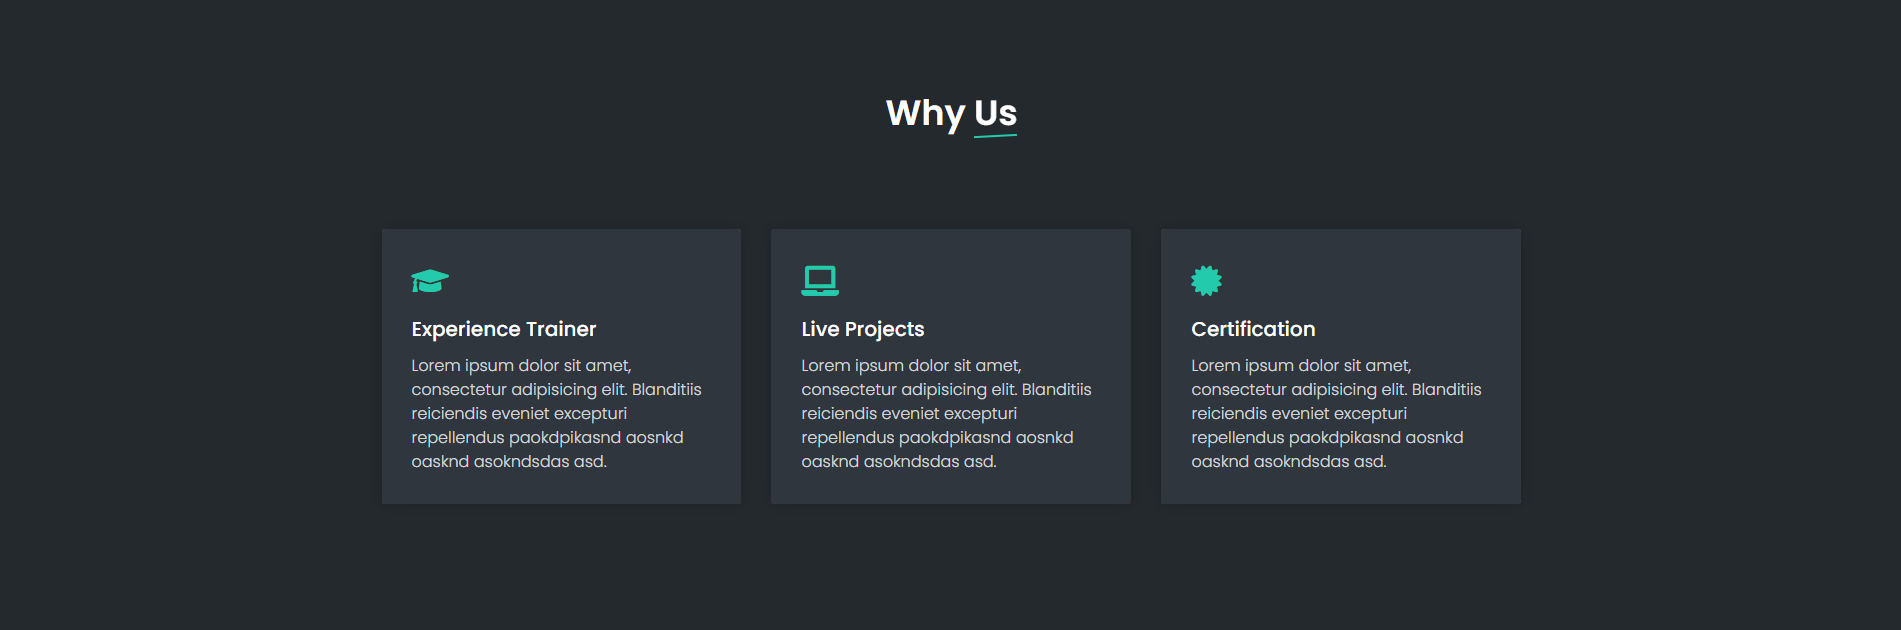 Why Us
Experience Trainer
Lorem ipsum dolor sit amet,
consectetur adipisicing elit. Blanditiis
reiciendis eveniet excepturi
repellendus paokdpikasnd aosnkd
oasknd asokndsdas asd.
Live Projects
Lorem ipsum dolor sit amet,
consectetur adipisicing elit. Blanditiis
reiciendis eveniet excepturi
repellendus paokdpikasnd aosnkd
oasknd asokndsdas asd.
Certification
Lorem ipsum dolor sit amet,
consectetur adipisicing elit. Blanditiis
reiciendis eveniet excepturi
repellendus paokdpikasnd aosnkd
oasknd asokndsdas asd.